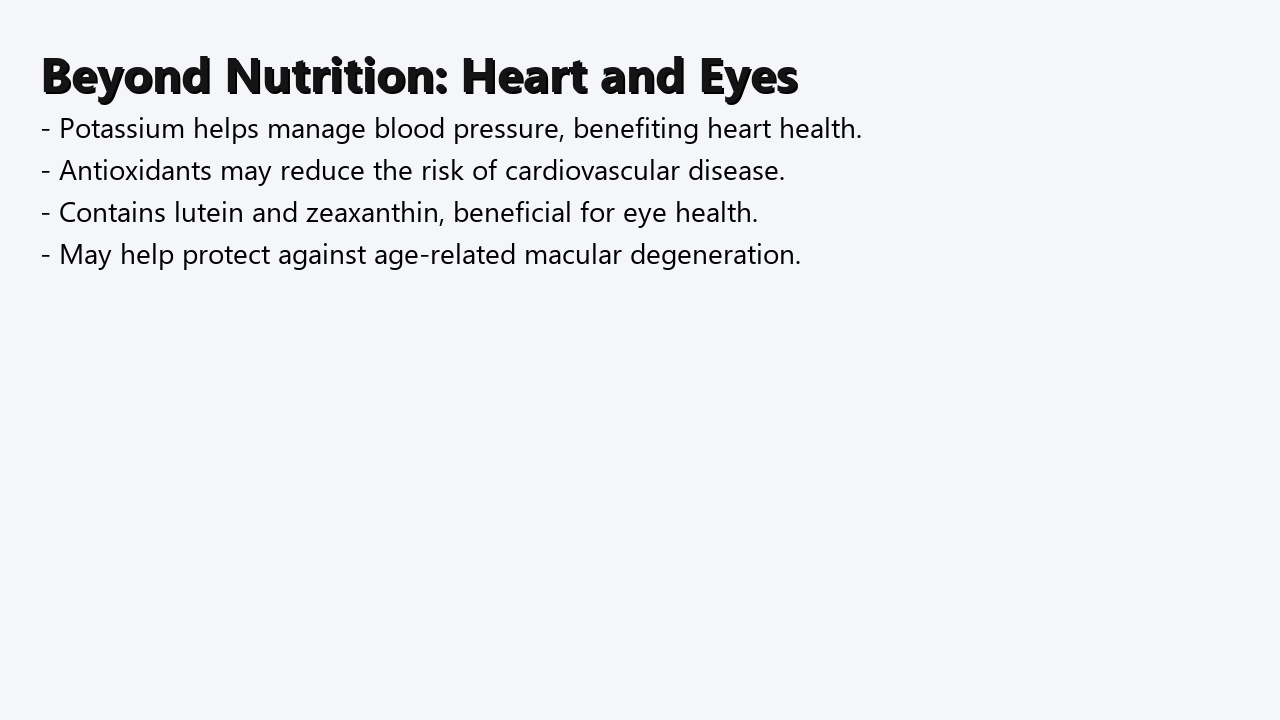 Beyond Nutrition: Heart and Eyes
- Potassium helps manage blood pressure, benefiting heart health.
- Antioxidants may reduce the risk of cardiovascular disease.
- Contains lutein and zeaxanthin, beneficial for eye health.
- May help protect against age-related macular degeneration.